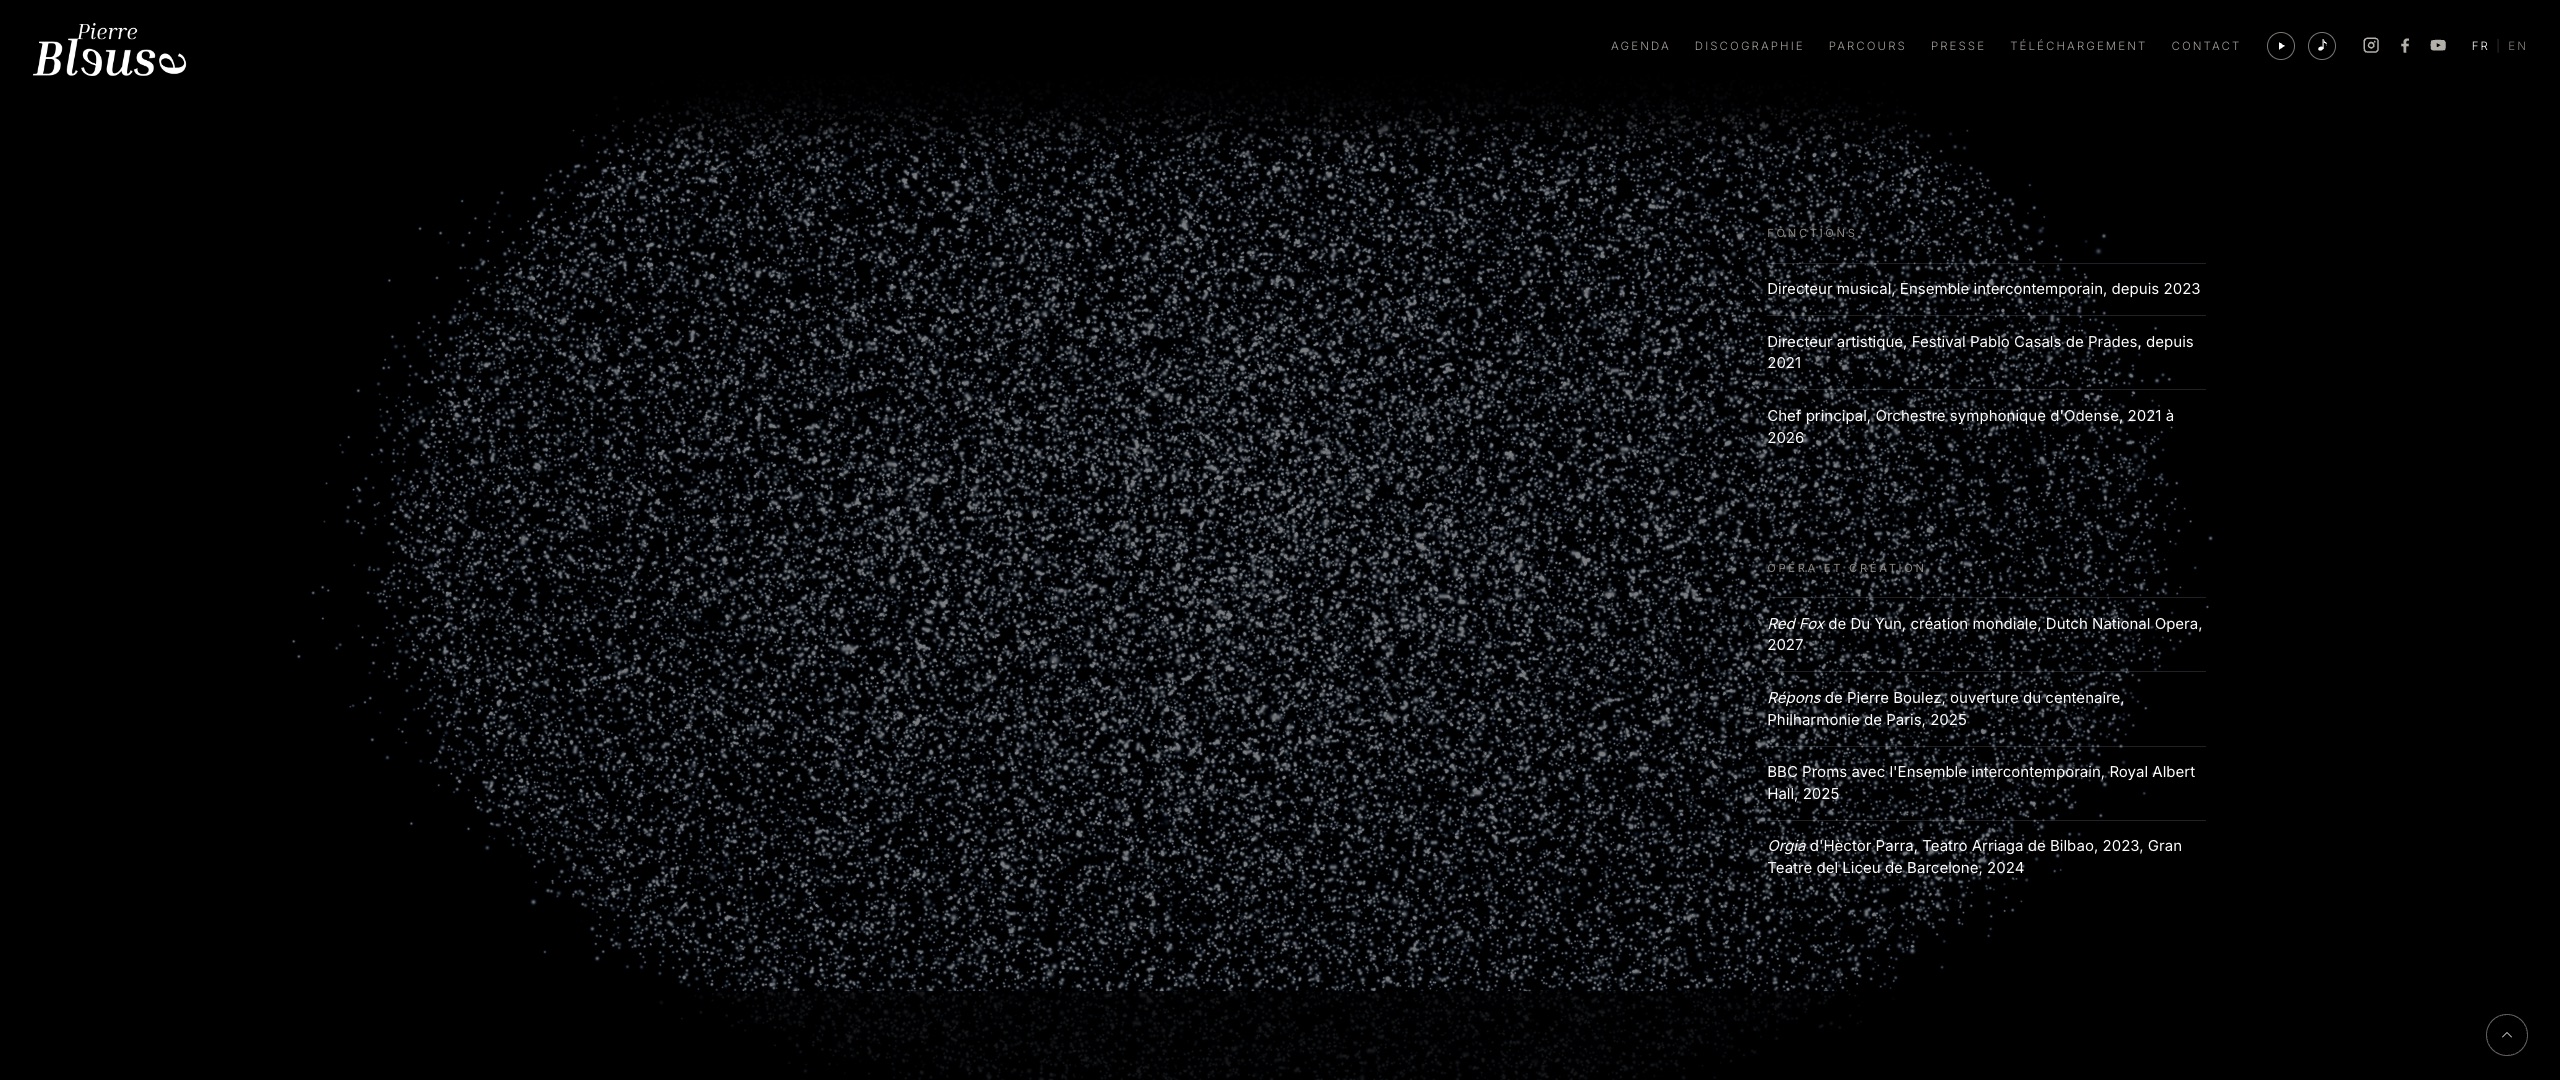 Pierre
Bleuse
AGENDA DISCOGRAPHIE PARCOURS PRESSE TÉLÉCHARGEMENT CONTACT FR | EN
FONCTIONS
Directeur musical, Ensemble intercontemporain, depuis 2023
Directeur artistique, Festival Pablo Casals de Prades, depuis
2021
Chef principal, Orchestre symphonique d'Odense, 2021 à
2026
OPÉRA ET CRÉATION
Red Fox de Du Yun, création mondiale, Dutch National Opera,
2027
Répons de Pierre Boulez, ouverture du centenaire,
Philharmonie de Paris, 2025
BBC Proms avec l'Ensemble intercontemporain, Royal Albert
Hall, 2025
Orgia d'Hèctor Parra, Teatro Arriaga de Bilbao, 2023, Gran
Teatre del Liceu de Barcelone, 2024